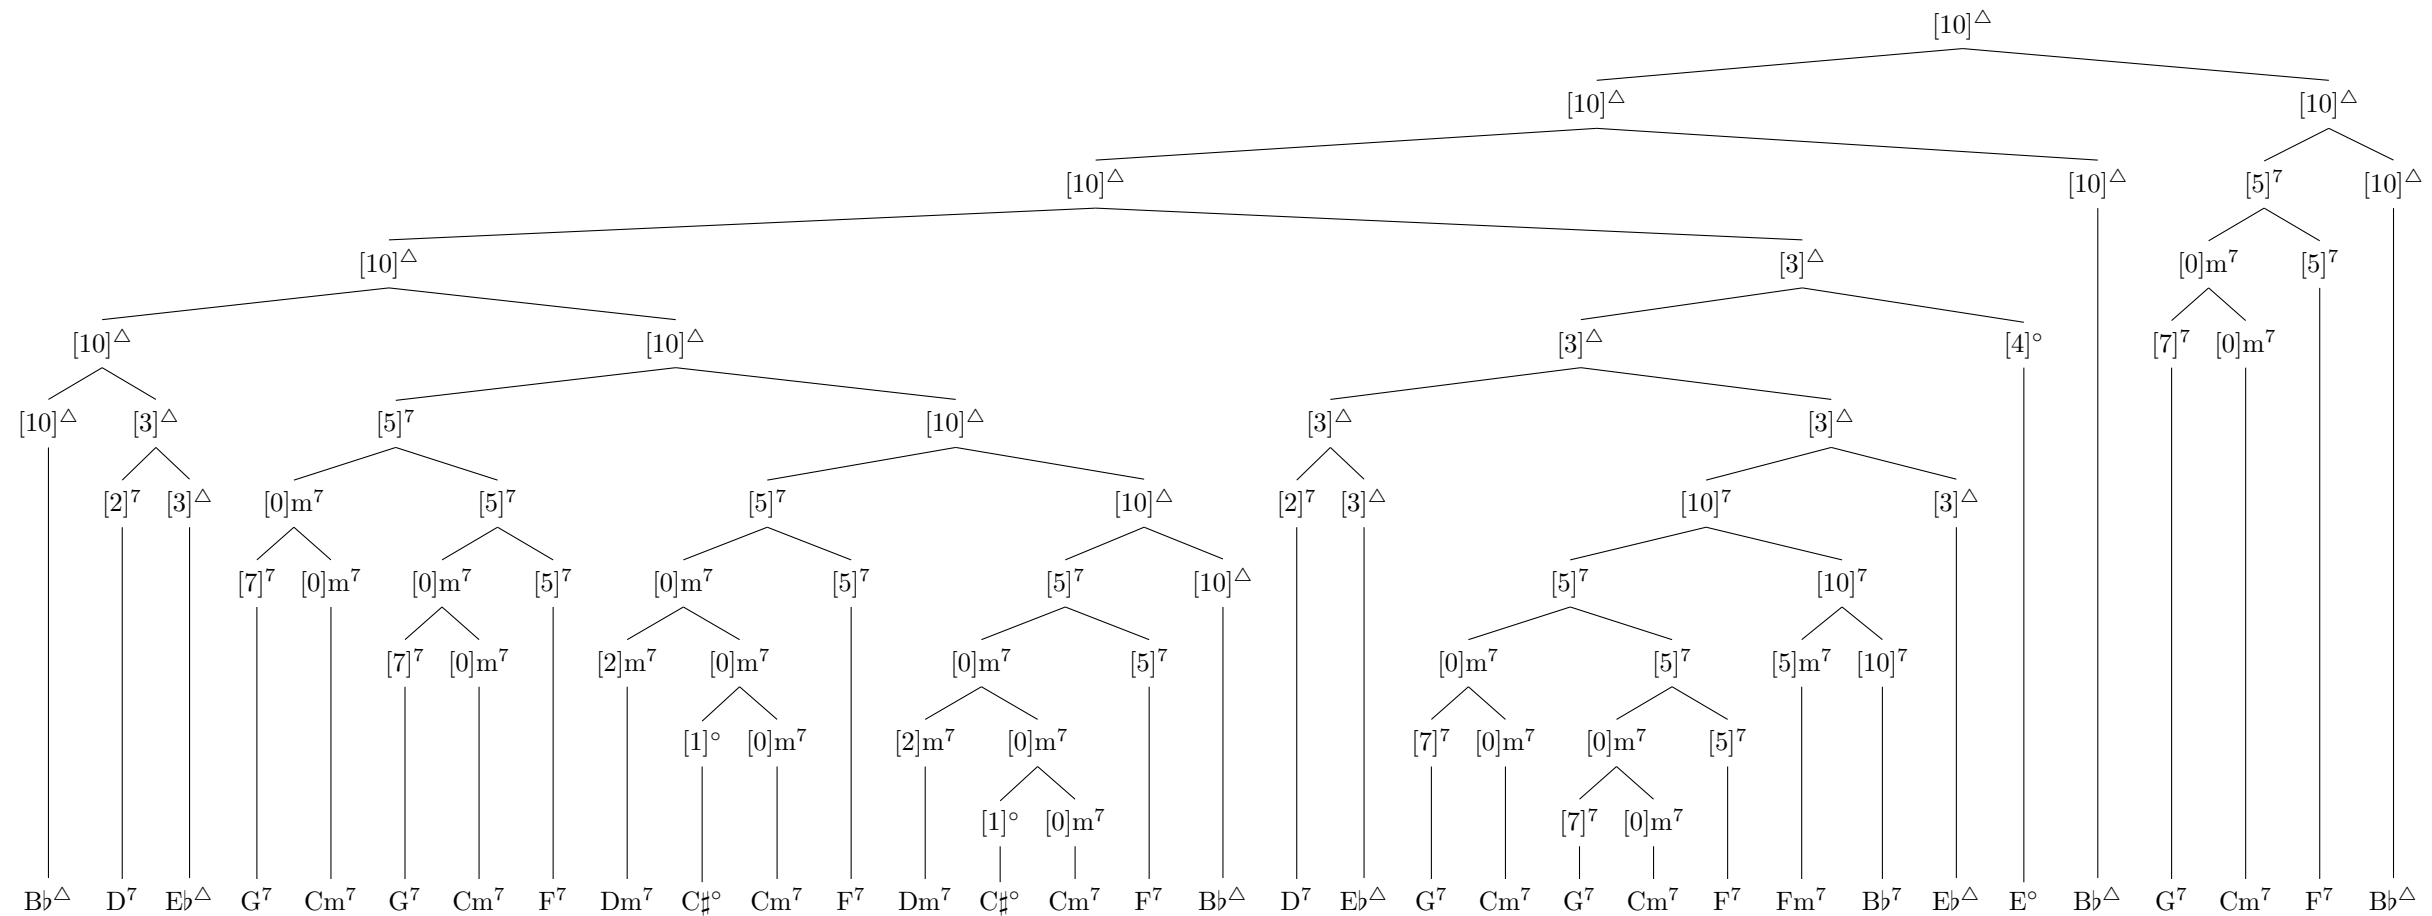 [10]△
[10]△ [10]△
[10]△ [10]△ [5]⁷ [10]△
[10]△ [3]△ [0]m⁷ [5]⁷
[10]△ [10]△ [3]△ [4]° [7]⁷ [0]m⁷
[10]△ [3]△ [5]⁷ [10]△ [3]△ [3]△
[2]⁷ [3]△ [0]m⁷ [5]⁷ [5]⁷ [10]△ [2]⁷ [3]△ [10]⁷ [3]△
[7]⁷ [0]m⁷ [0]m⁷ [5]⁷ [0]m⁷ [5]⁷ [5]⁷ [10]△ [5]⁷ [10]⁷
[7]⁷ [0]m⁷ [2]m⁷ [0]m⁷ [0]m⁷ [5]⁷ [0]m⁷ [5]⁷ [5]m⁷ [10]⁷
[1]° [0]m⁷ [2]m⁷ [0]m⁷ [7]⁷ [0]m⁷ [0]m⁷ [5]⁷
[1]° [0]m⁷ [7]⁷ [0]m⁷
B♭△ D⁷ E♭△ G⁷ Cm⁷ G⁷ Cm⁷ F⁷ Dm⁷ C♯° Cm⁷ F⁷ Dm⁷ C♯° Cm⁷ F⁷ B♭△ D⁷ E♭△ G⁷ Cm⁷ G⁷ Cm⁷ F⁷ Fm⁷ B♭⁷ E♭△ E° B♭△ G⁷ Cm⁷ F⁷ B♭△